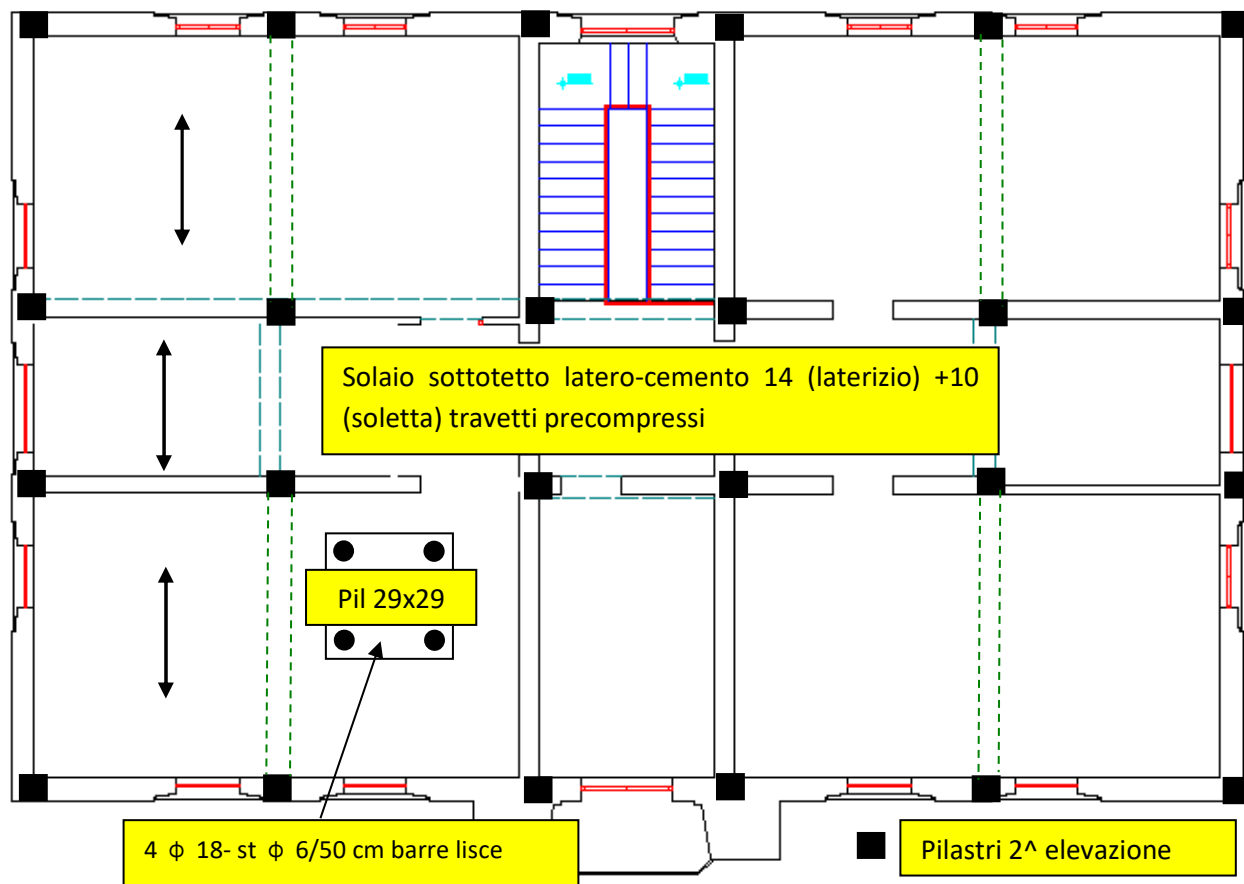 Solaio sottotetto latero-cemento 14 (laterizio) +10
(soletta) travetti precompressi
Pil 29x29
4 ф 18- st ф 6/50 cm barre lisce
Pilastri 2^ elevazione